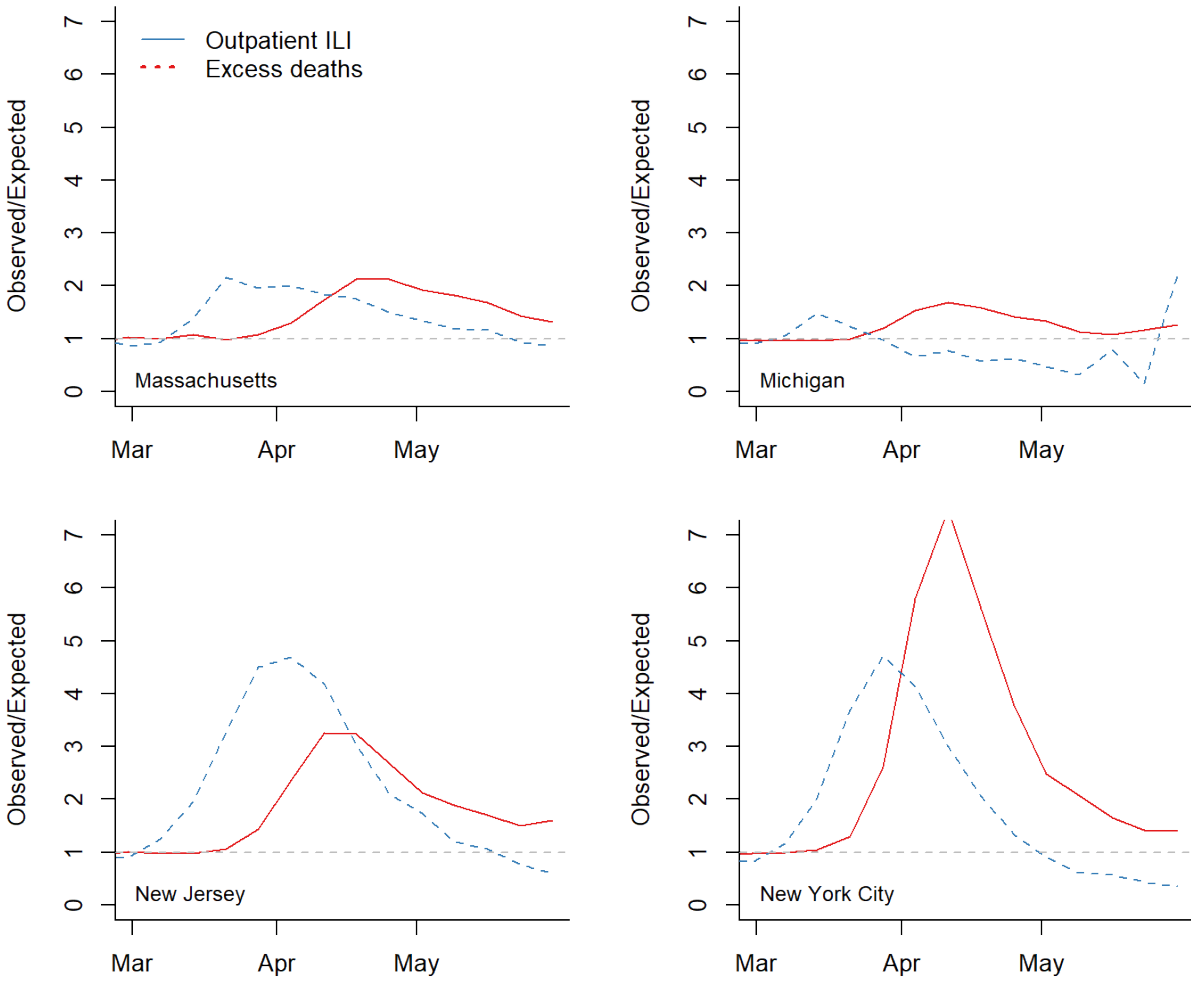 Observed/Expected
7
6
5
4
3
2
1
0
Outpatient ILI
Excess deaths
Massachusetts
Mar Apr May
Observed/Expected
7
6
5
4
3
2
1
0
Michigan
Mar Apr May
Observed/Expected
7
6
5
4
3
2
1
0
New Jersey
Mar Apr May
Observed/Expected
7
6
5
4
3
2
1
0
New York City
Mar Apr May